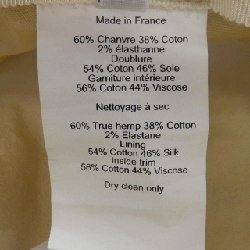 Made in France
60% Chanvre 38% Coton
2% élasthanne
Doublure
54% Coton 46% Soie
Garniture intérieure
56% Coton 44% Viscose
Nettoyage à sec
60% True hemp 38% Cotton
2% Elastane
Lining
54% Cotton 46% Silk
Inside trim
56% Cotton 44% Viscose
Dry clean only